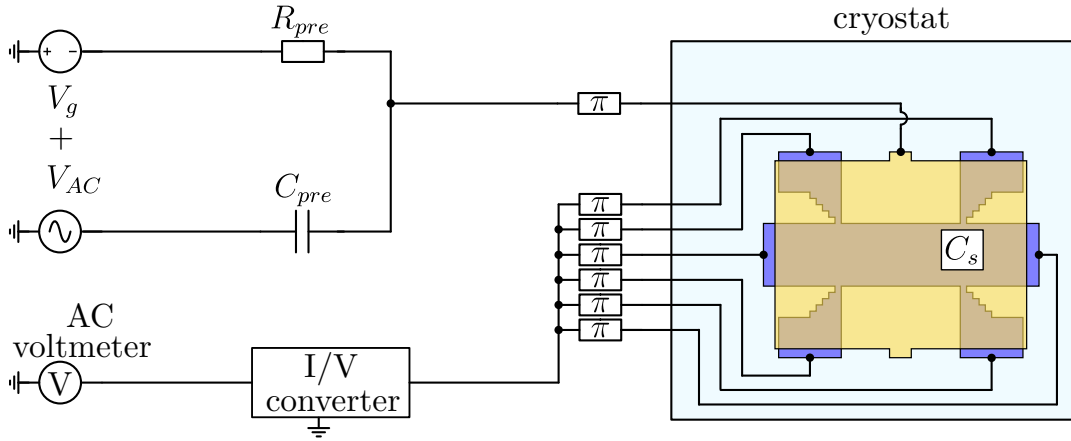 cryostat
R_pre
+ −
V_g
+
V_AC
π
C_pre
π
π
π
π
π
π
C_s
AC
voltmeter
V
I/V
converter